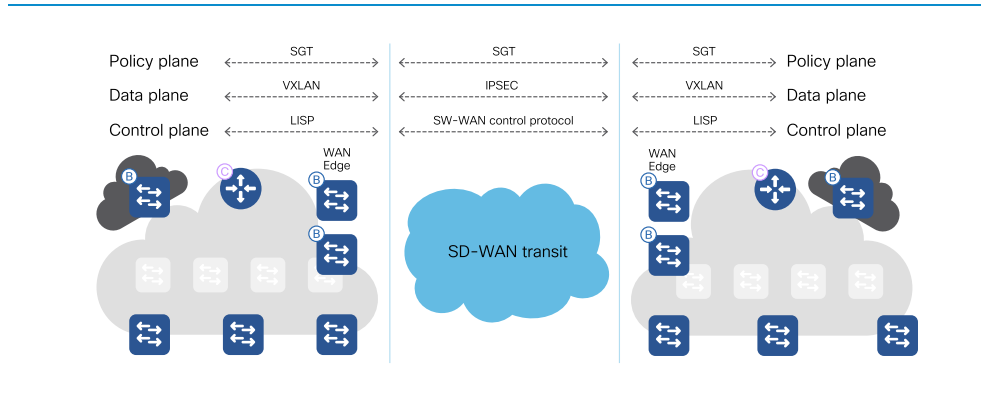 SGT SGT SGT
Policy plane Policy plane
VXLAN IPSEC VXLAN
Data plane Data plane
LISP SW-WAN control protocol LISP
Control plane Control plane
WAN
Edge
WAN
Edge
B
C
B
B
B
C
B
B
SD-WAN transit